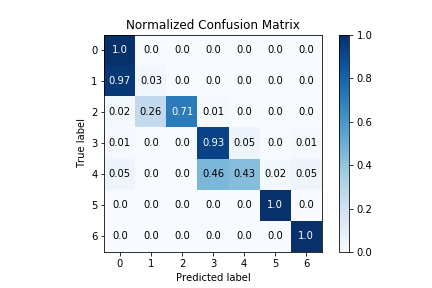 Normalized Confusion Matrix
1.0 0.0 0.0 0.0 0.0 0.0 0.0
0.97 0.03 0.0 0.0 0.0 0.0 0.0
0.02 0.26 0.71 0.01 0.0 0.0 0.0
0.01 0.0 0.0 0.93 0.05 0.0 0.01
0.05 0.0 0.0 0.46 0.43 0.02 0.05
0.0 0.0 0.0 0.0 0.0 1.0 0.0
0.0 0.0 0.0 0.0 0.0 0.0 1.0
0
1
2
3
4
5
6
True label
0 1 2 3 4 5 6
Predicted label
1.0
0.8
0.6
0.4
0.2
0.0